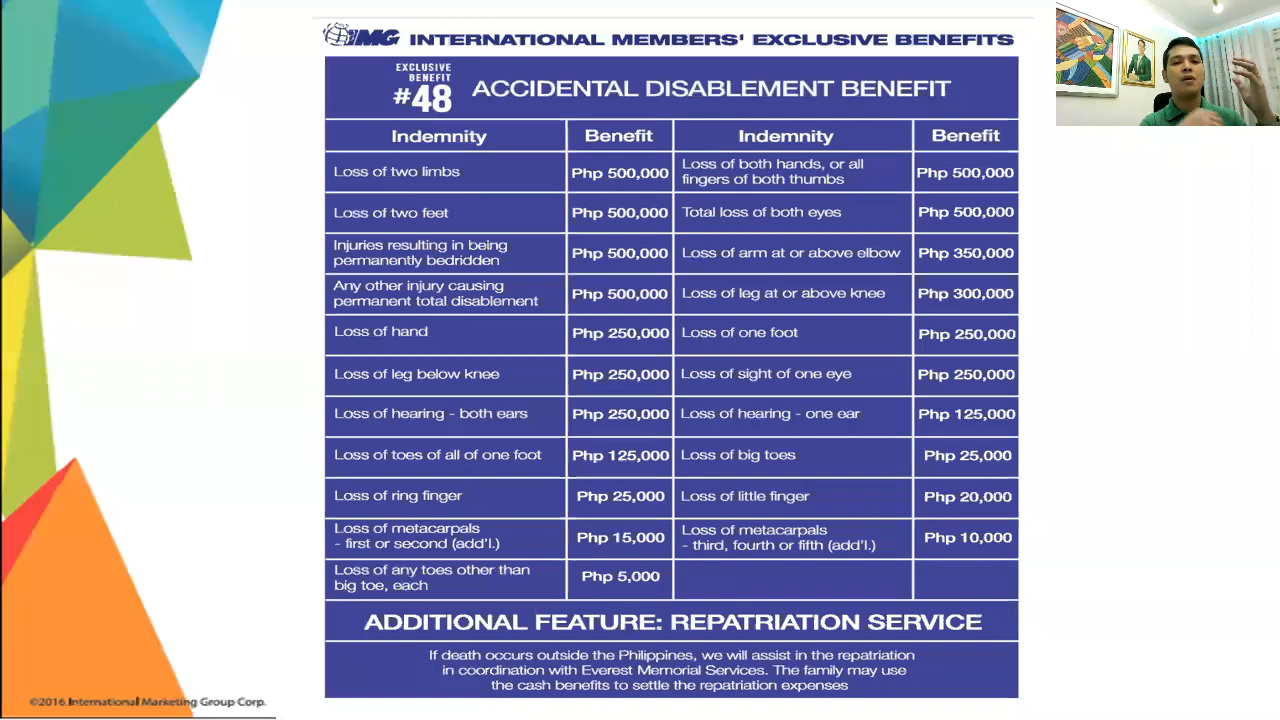 IMG INTERNATIONAL MEMBERS' EXCLUSIVE BENEFITS
EXCLUSIVE
BENEFIT
#48
ACCIDENTAL DISABLEMENT BENEFIT
Indemnity Benefit Indemnity Benefit
Loss of two limbs Php 500,000 Loss of both hands, or all
fingers of both thumbs Php 500,000
Loss of two feet Php 500,000 Total loss of both eyes Php 500,000
Injuries resulting in being
permanently bedridden Php 500,000 Loss of arm at or above elbow Php 350,000
Any other injury causing
permanent total disablement Php 500,000 Loss of leg at or above knee Php 300,000
Loss of hand Php 250,000 Loss of one foot Php 250,000
Loss of leg below knee Php 250,000 Loss of sight of one eye Php 250,000
Loss of hearing - both ears Php 250,000 Loss of hearing - one ear Php 125,000
Loss of toes of all of one foot Php 125,000 Loss of big toes Php 25,000
Loss of ring finger Php 25,000 Loss of little finger Php 20,000
Loss of metacarpals
- first or second (add'l.) Php 15,000 Loss of metacarpals
- third, fourth or fifth (add'l.) Php 10,000
Loss of any toes other than
big toe, each Php 5,000
ADDITIONAL FEATURE: REPATRIATION SERVICE
If death occurs outside the Philippines, we will assist in the repatriation
in coordination with Everest Memorial Services. The family may use
the cash benefits to settle the repatriation expenses
©2016 International Marketing Group Corp.